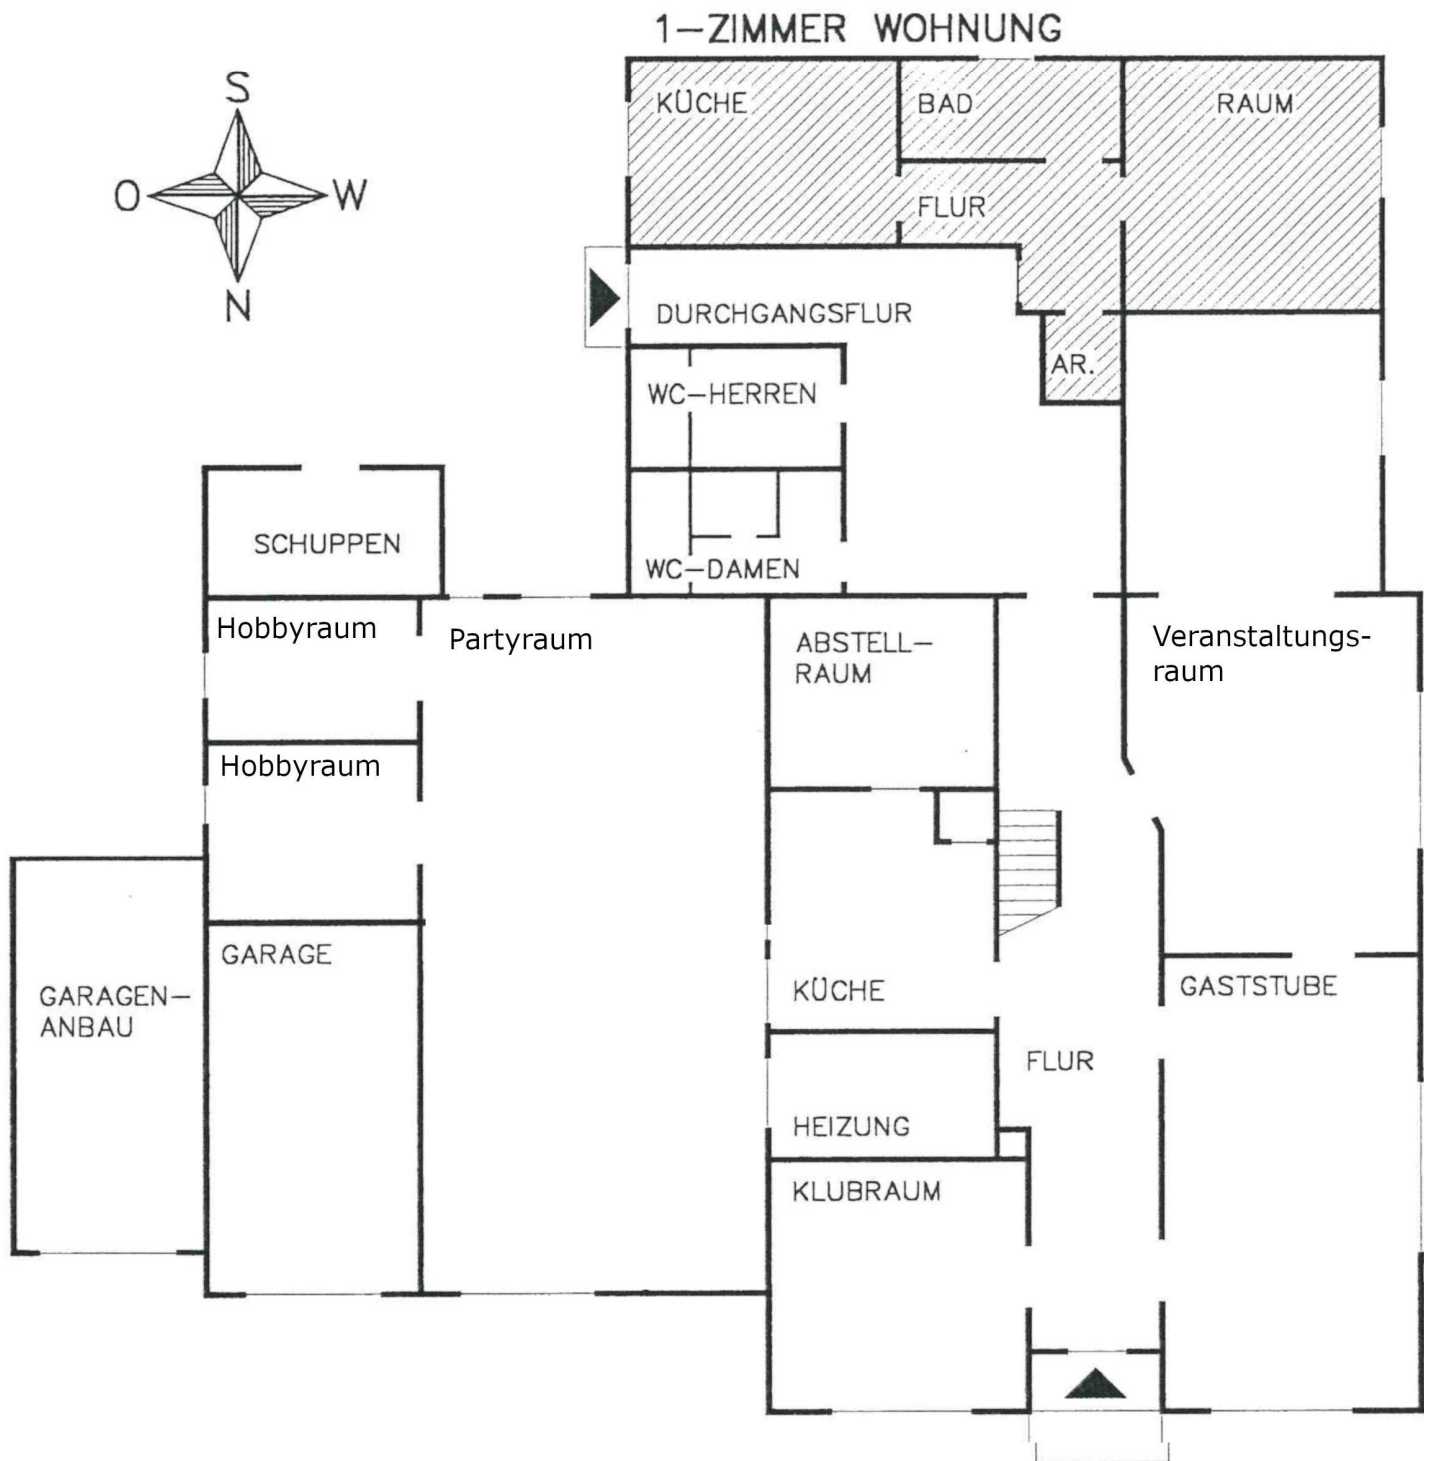 1-ZIMMER WOHNUNG
S
O
W
N
KÜCHE
BAD
RAUM
FLUR
DURCHGANGSFLUR
WC-HERREN
AR.
SCHUPPEN
WC-DAMEN
Hobbyraum
Partyraum
ABSTELL-
RAUM
Veranstaltungs-
raum
Hobbyraum
GARAGE
GARAGEN-
ANBAU
KÜCHE
GASTSTUBE
FLUR
HEIZUNG
KLUBRAUM